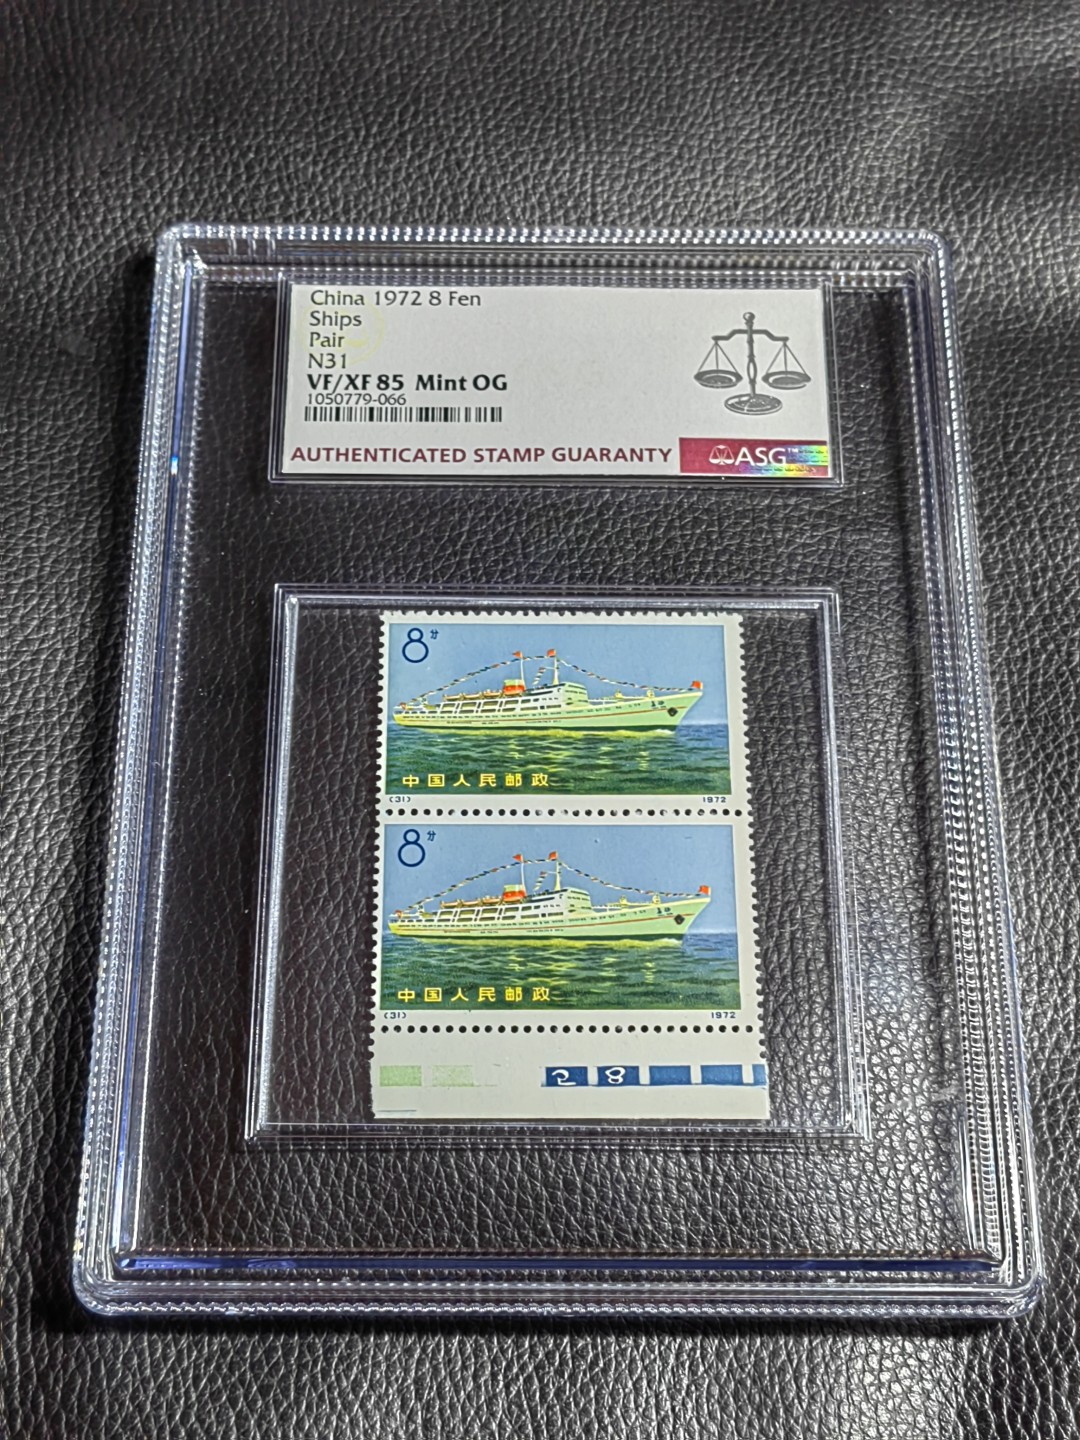 China 1972 8 Fen
Ships
Pair
N31
VF/XF 85 Mint OG
1050779-066
AUTHENTICATED STAMP GUARANTY
ASG™
8分
中国人民邮政
(31) 1972
8分
中国人民邮政
(31) 1972
28